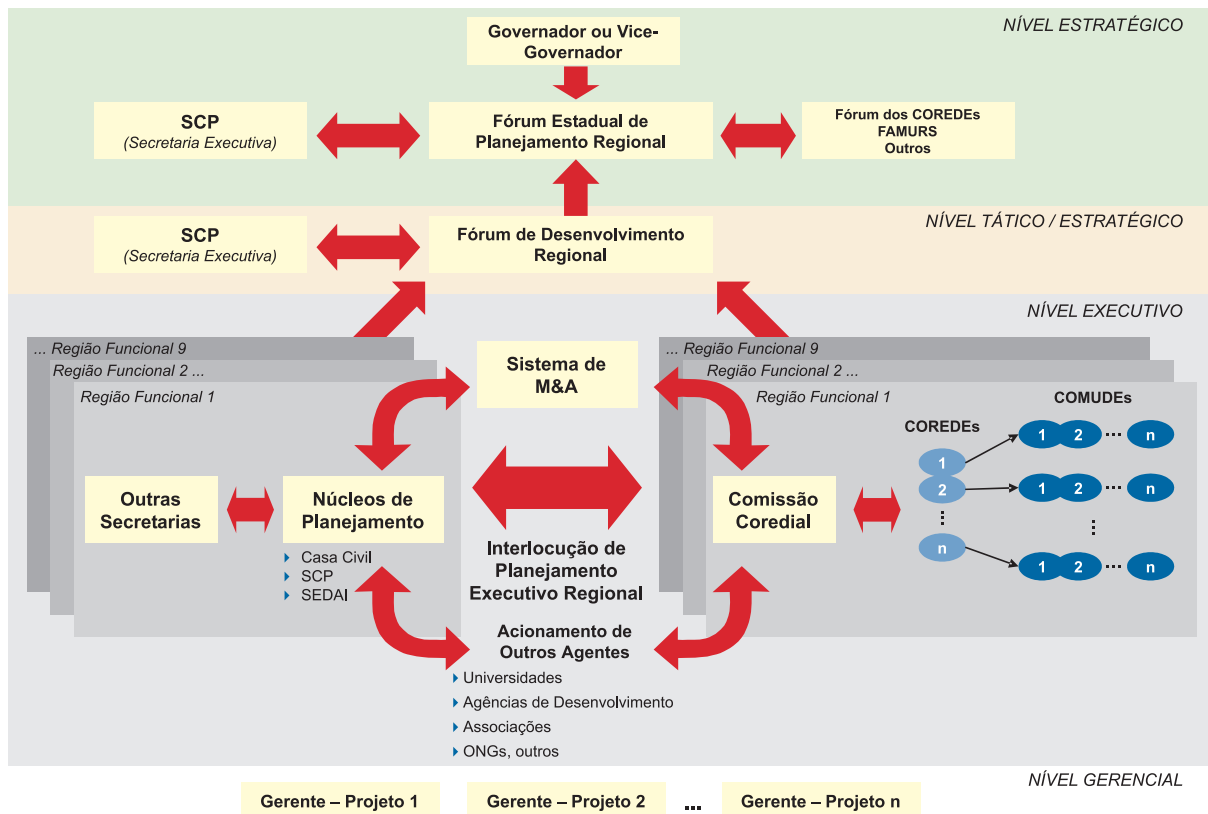 NÍVEL ESTRATÉGICO
Governador ou Vice-
Governador
SCP
(Secretaria Executiva)
Fórum Estadual de
Planejamento Regional
Fórum dos COREDEs
FAMURS
Outros
NÍVEL TÁTICO / ESTRATÉGICO
SCP
(Secretaria Executiva)
Fórum de Desenvolvimento
Regional
NÍVEL EXECUTIVO
... Região Funcional 9
Região Funcional 2 ...
Região Funcional 1
Outras
Secretarias
Núcleos de
Planejamento
Casa Civil
SCP
SEDAI
Sistema de
M&A
Interlocução de
Planejamento
Executivo Regional
Acionamento de
Outros Agentes
Universidades
Agências de Desenvolvimento
Associações
ONGs, outros
... Região Funcional 9
Região Funcional 2 ...
Região Funcional 1
Comissão
Coredial
COREDEs
1
2
...
n
COMUDEs
1 2 ... n
1 2 ... n
...
1 2 ... n
NÍVEL GERENCIAL
Gerente – Projeto 1
Gerente – Projeto 2
...
Gerente – Projeto n